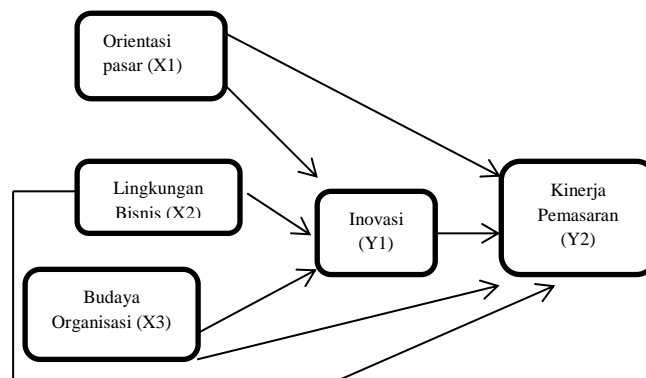 Orientasi
pasar (X1)
Lingkungan
Bisnis (X2)
Inovasi
(Y1)
Kinerja
Pemasaran
(Y2)
Budaya
Organisasi (X3)